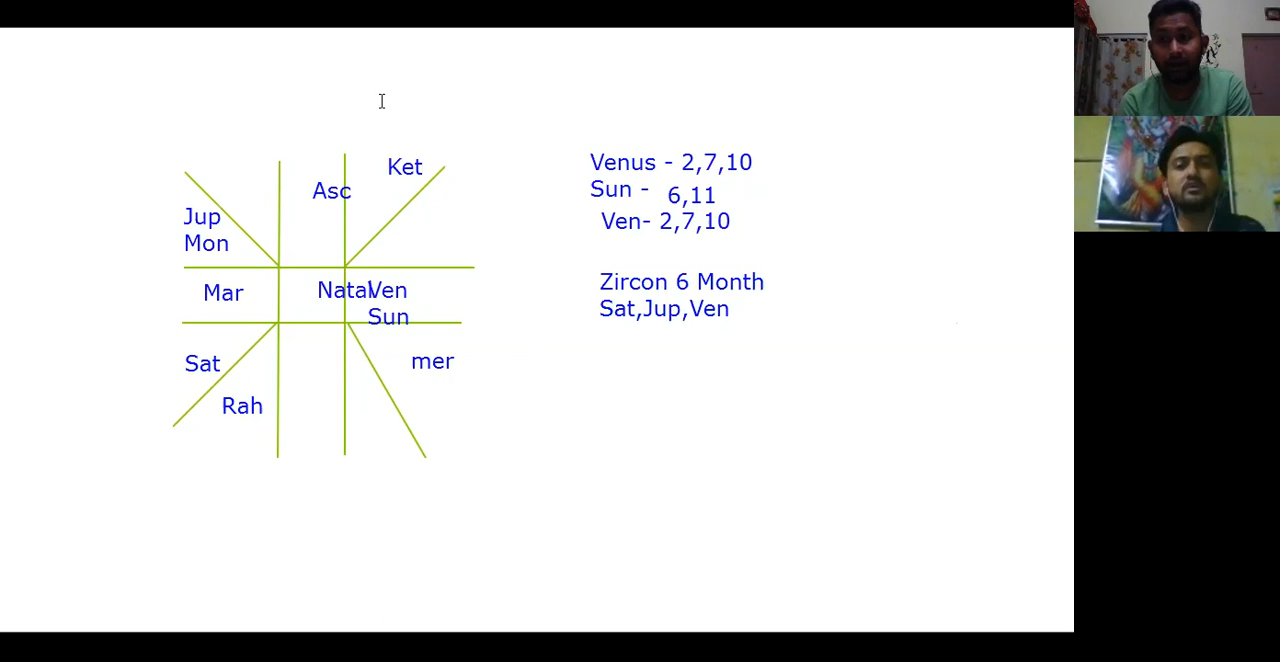 Ket
Asc
Jup
Mon
Mar
Natal
Ven
Sun
Sat
mer
Rah
Venus - 2,7,10
Sun - 6,11
Ven- 2,7,10
Zircon 6 Month
Sat,Jup,Ven